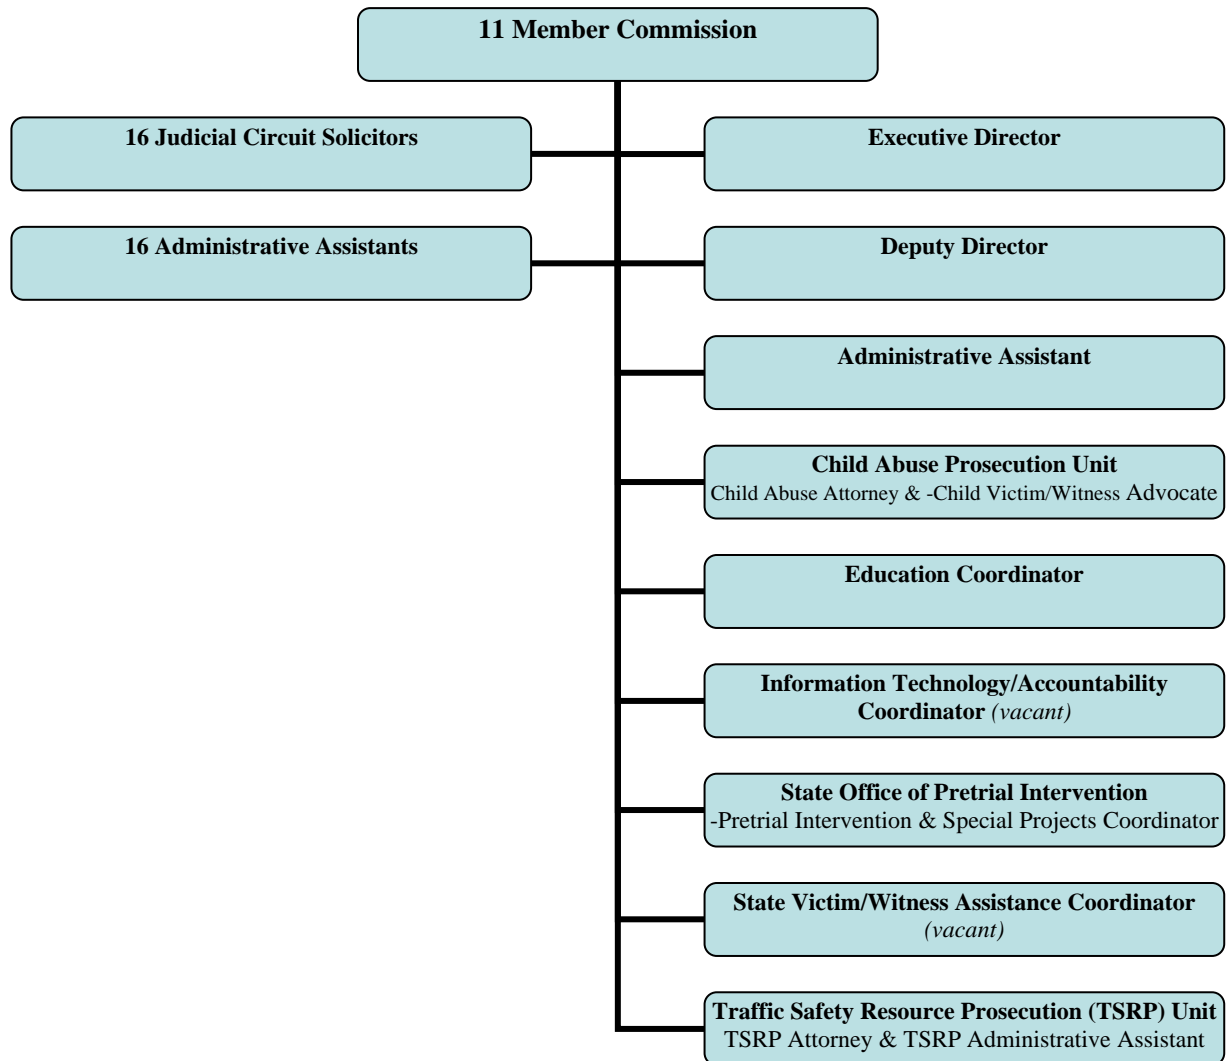 11 Member Commission
16 Judicial Circuit Solicitors
Executive Director
16 Administrative Assistants
Deputy Director
Administrative Assistant
Child Abuse Prosecution Unit
Child Abuse Attorney & -Child Victim/Witness Advocate
Education Coordinator
Information Technology/Accountability
Coordinator (vacant)
State Office of Pretrial Intervention
-Pretrial Intervention & Special Projects Coordinator
State Victim/Witness Assistance Coordinator
(vacant)
Traffic Safety Resource Prosecution (TSRP) Unit
TSRP Attorney & TSRP Administrative Assistant